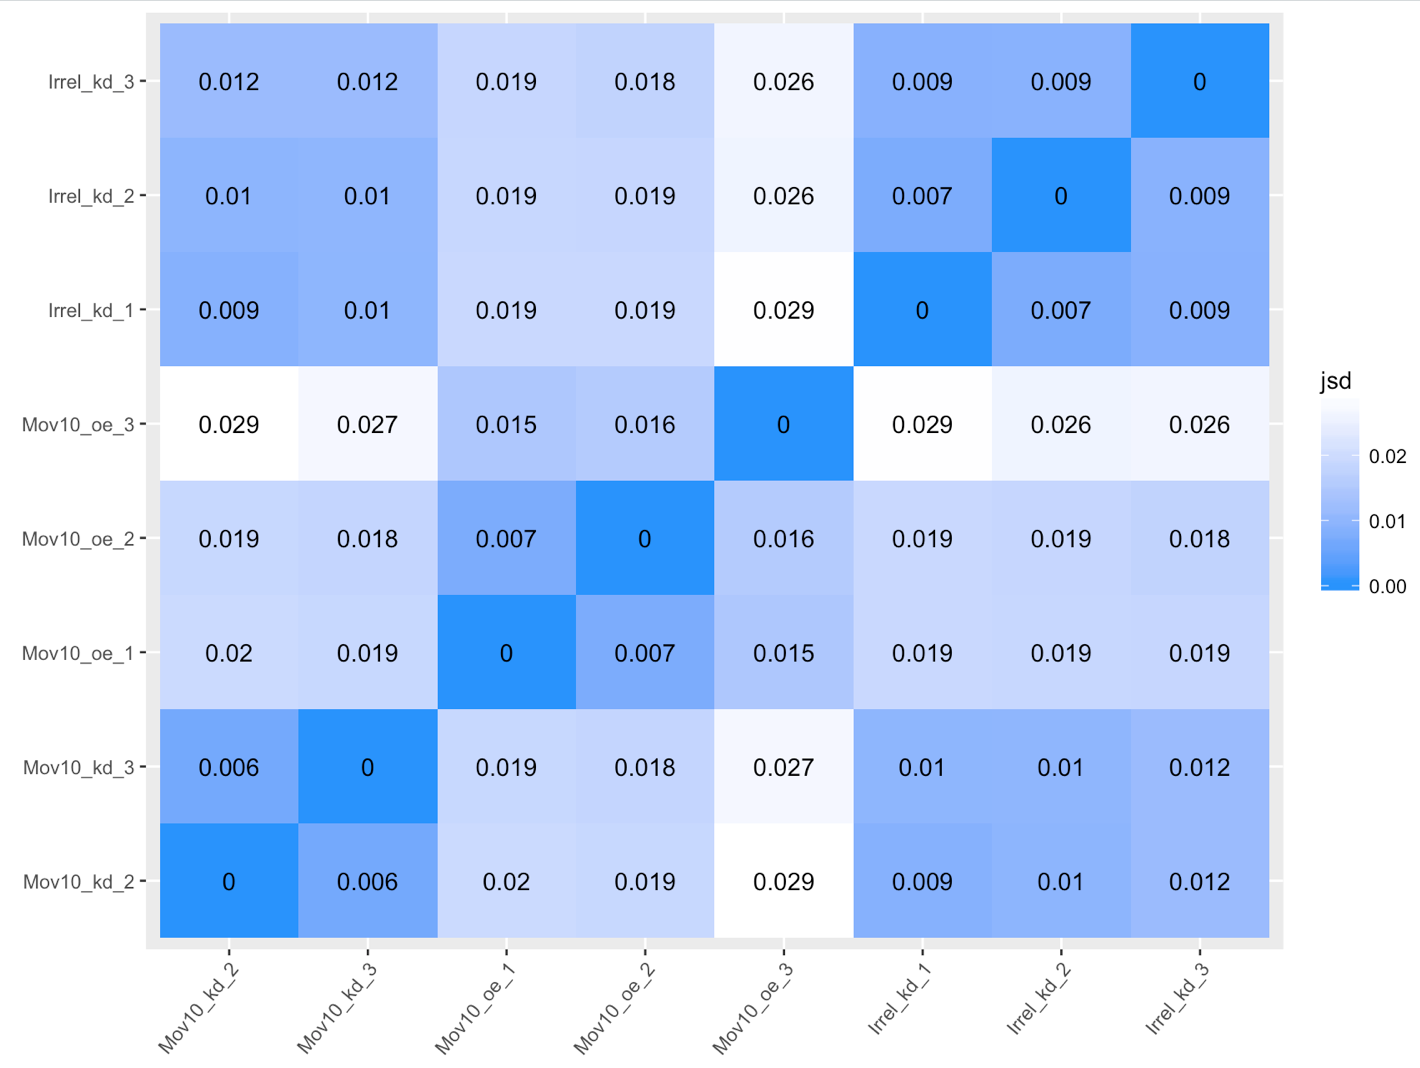 Irrel_kd_3 0.012 0.012 0.019 0.018 0.026 0.009 0.009 0
Irrel_kd_2 0.01 0.01 0.019 0.019 0.026 0.007 0 0.009
Irrel_kd_1 0.009 0.01 0.019 0.019 0.029 0 0.007 0.009
Mov10_oe_3 0.029 0.027 0.015 0.016 0 0.029 0.026 0.026
Mov10_oe_2 0.019 0.018 0.007 0 0.016 0.019 0.019 0.018
Mov10_oe_1 0.02 0.019 0 0.007 0.015 0.019 0.019 0.019
Mov10_kd_3 0.006 0 0.019 0.018 0.027 0.01 0.01 0.012
Mov10_kd_2 0 0.006 0.02 0.019 0.029 0.009 0.01 0.012
Mov10_kd_2 Mov10_kd_3 Mov10_oe_1 Mov10_oe_2 Mov10_oe_3 Irrel_kd_1 Irrel_kd_2 Irrel_kd_3
jsd
0.02
0.01
0.00